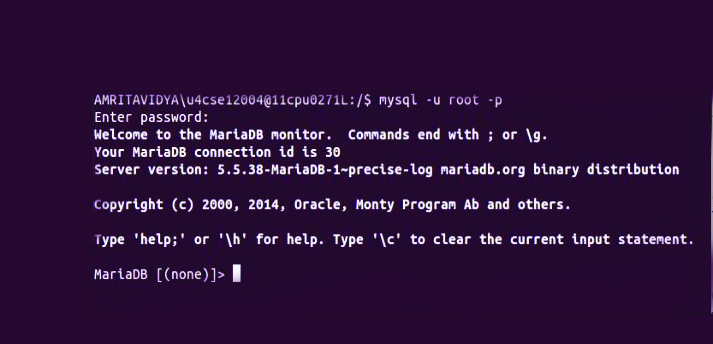 AMRITAVIDYA\u4cse12004@11cpu0271L:/$ mysql -u root -p
Enter password:
Welcome to the MariaDB monitor.  Commands end with ; or \g.
Your MariaDB connection id is 30
Server version: 5.5.38-MariaDB-1~precise-log mariadb.org binary distribution
Copyright (c) 2000, 2014, Oracle, Monty Program Ab and others.
Type 'help;' or '\h' for help. Type '\c' to clear the current input statement.
MariaDB [(none)]>